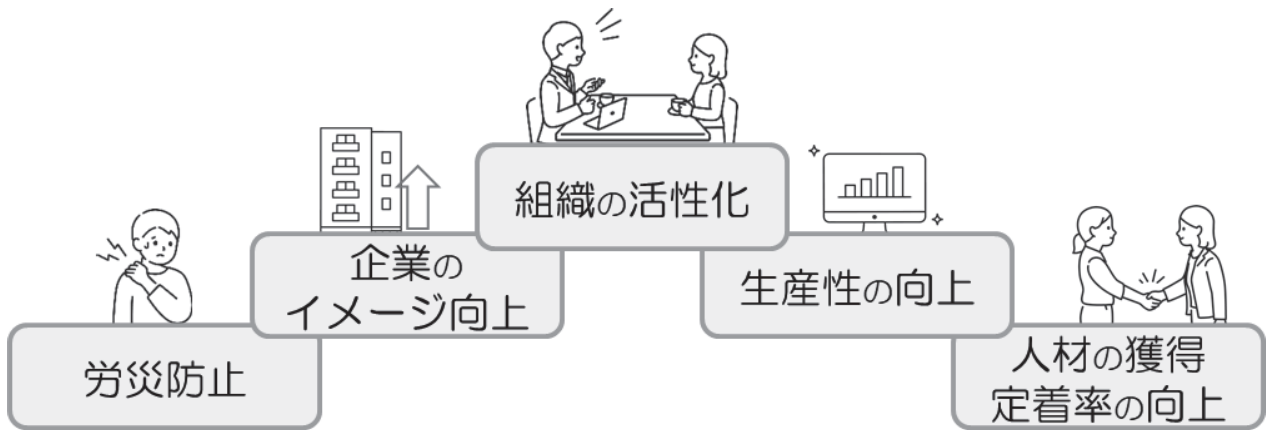 労災防止
企業の
イメージ向上
組織の活性化
生産性の向上
人材の獲得
定着率の向上